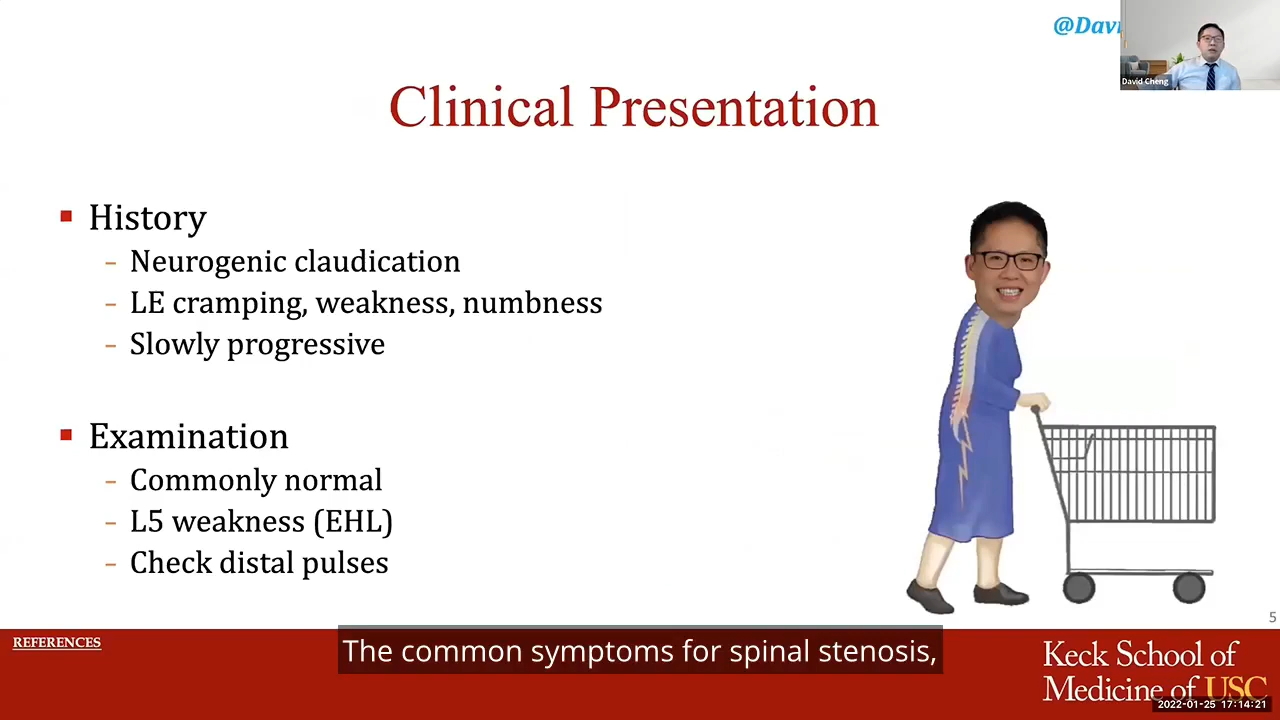 @Davi
David Cheng
Clinical Presentation
▪ History
– Neurogenic claudication
– LE cramping, weakness, numbness
– Slowly progressive
▪ Examination
– Commonly normal
– L5 weakness (EHL)
– Check distal pulses
5
REFERENCES
The common symptoms for spinal stenosis,
Keck School of
Medicine of USC
2022-01-25 17:14:21